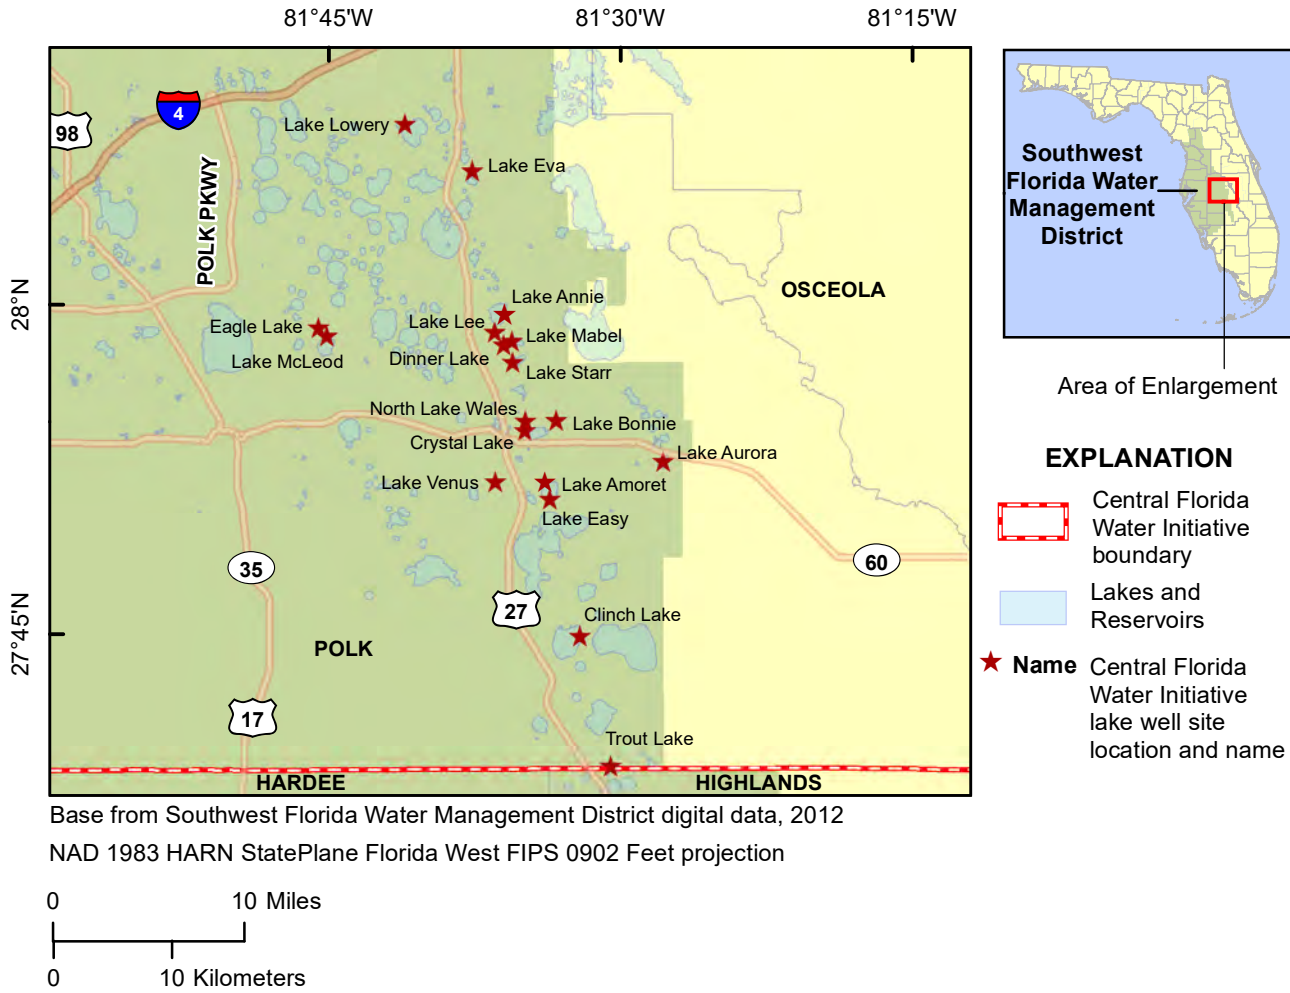 81°45'W
81°30'W
81°15'W
28°N
27°45'N
4
98
POLK PKWY
Lake Lowery
Lake Eva
OSCEOLA
Lake Annie
Lake Lee
Lake Mabel
Eagle Lake
Dinner Lake
Lake McLeod
Lake Starr
North Lake Wales
Lake Bonnie
Crystal Lake
Lake Aurora
Lake Venus
Lake Amoret
Lake Easy
35
60
27
Clinch Lake
POLK
17
Trout Lake
HARDEE
HIGHLANDS
Southwest
Florida Water
Management
District
Area of Enlargement
EXPLANATION
Central Florida
Water Initiative
boundary
Lakes and
Reservoirs
Name Central Florida
Water Initiative
lake well site
location and name
Base from Southwest Florida Water Management District digital data, 2012
NAD 1983 HARN StatePlane Florida West FIPS 0902 Feet projection
0 10 Miles
0 10 Kilometers